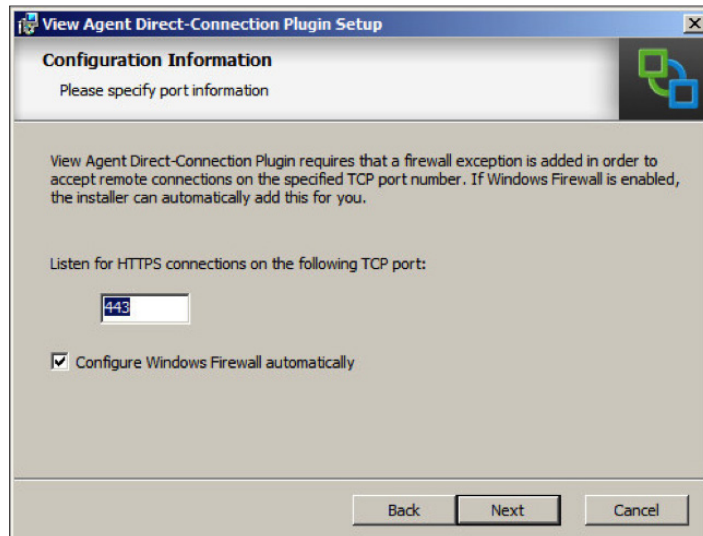 View Agent Direct-Connection Plugin Setup
Configuration Information
Please specify port information
View Agent Direct-Connection Plugin requires that a firewall exception is added in order to
accept remote connections on the specified TCP port number. If Windows Firewall is enabled,
the installer can automatically add this for you.
Listen for HTTPS connections on the following TCP port:
443
Configure Windows Firewall automatically
Back Next Cancel